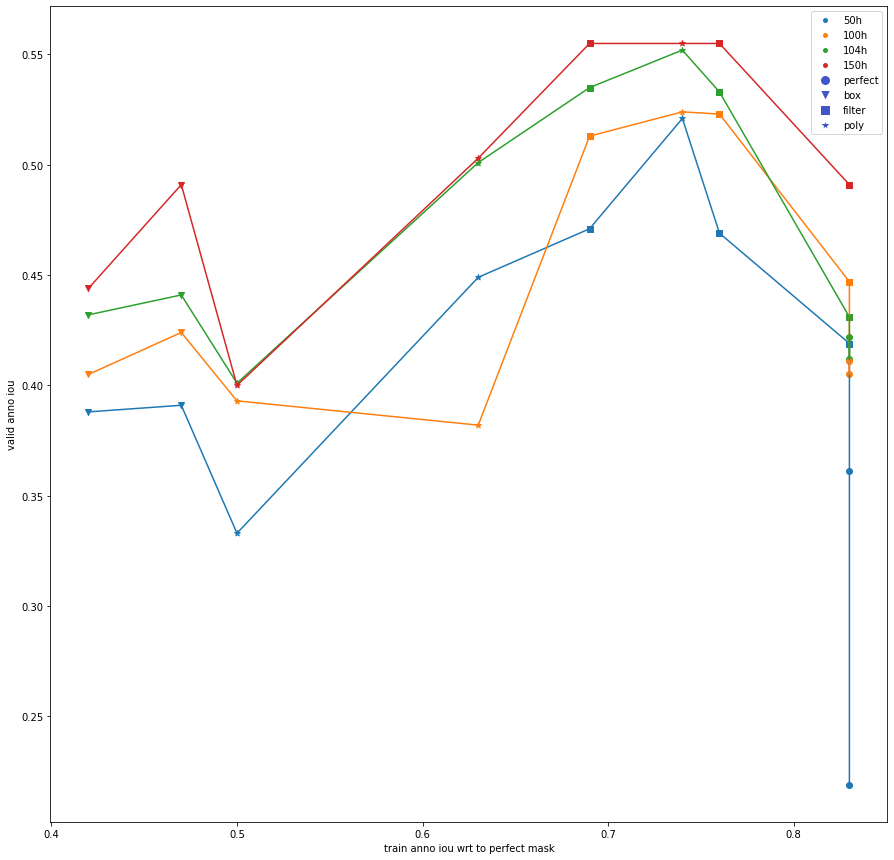 50h
100h
104h
150h
perfect
box
filter
poly
0.55
0.50
0.45
0.40
0.35
0.30
0.25
valid anno iou
0.4 0.5 0.6 0.7 0.8
train anno iou wrt to perfect mask